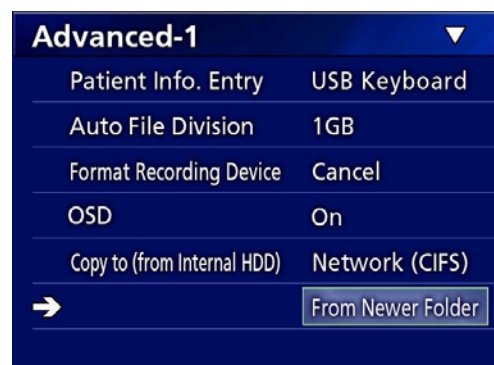 Advanced-1
Patient Info. Entry USB Keyboard
Auto File Division 1GB
Format Recording Device Cancel
OSD On
Copy to (from Internal HDD) Network (CIFS)
From Newer Folder